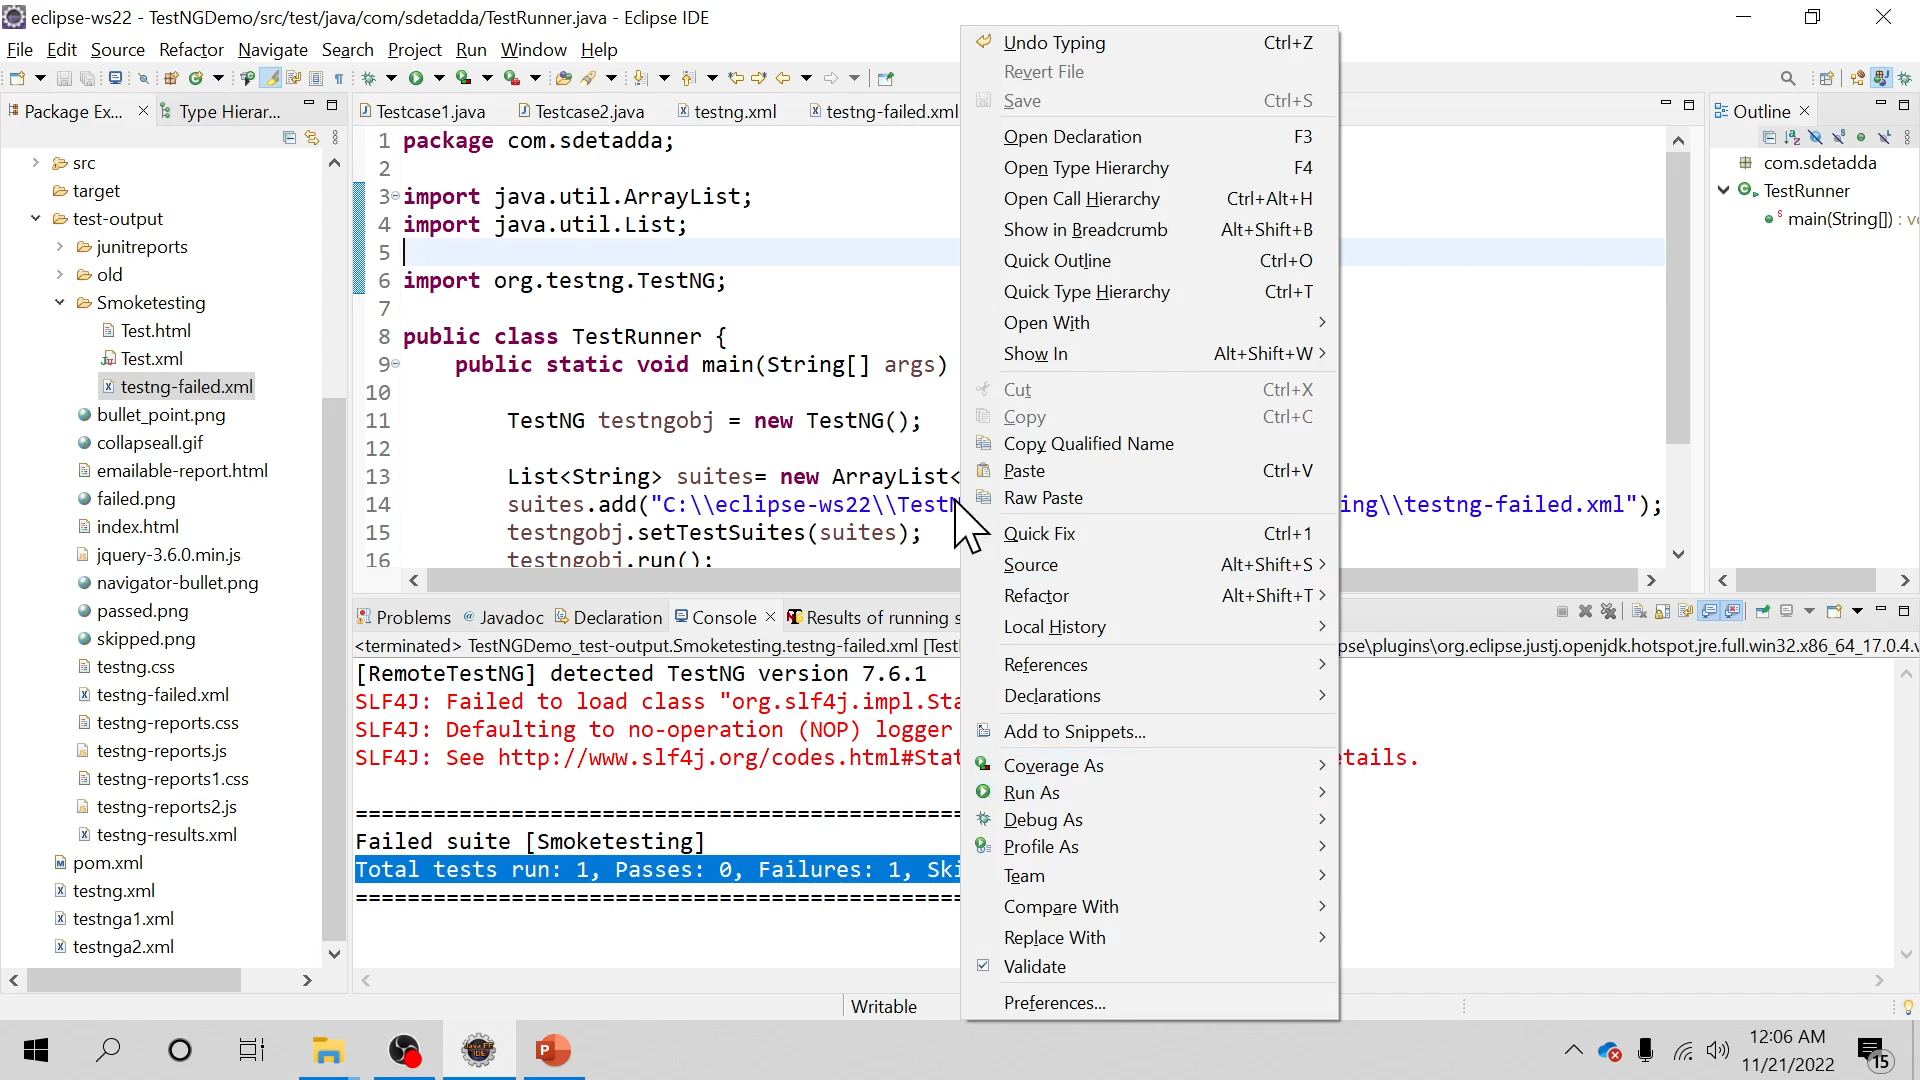 eclipse-ws22 - TestNGDemo/src/test/java/com/sdetadda/TestRunner.java - Eclipse IDE
File Edit Source Refactor Navigate Search Project Run Window Help
Package Ex... Type Hierar...
src
target
test-output
junitreports
old
Smoketesting
Test.html
Test.xml
testng-failed.xml
bullet_point.png
collapseall.gif
emailable-report.html
failed.png
index.html
jquery-3.6.0.min.js
navigator-bullet.png
passed.png
skipped.png
testng.css
testng-failed.xml
testng-reports.css
testng-reports.js
testng-reports1.css
testng-reports2.js
testng-results.xml
pom.xml
testng.xml
testnga1.xml
testnga2.xml
Testcase1.java Testcase2.java testng.xml testng-failed.xml
1 package com.sdetadda;
2
3 import java.util.ArrayList;
4 import java.util.List;
5
6 import org.testng.TestNG;
7
8 public class TestRunner {
9 public static void main(String[] args)
10
11 TestNG testngobj = new TestNG();
12
13 List<String> suites= new ArrayList<
14 suites.add("C:\\eclipse-ws22\\Test ing\\testng-failed.xml");
15 testngobj.setTestSuites(suites);
16 testngobj.run();
Undo Typing Ctrl+Z
Revert File
Save Ctrl+S
Open Declaration F3
Open Type Hierarchy F4
Open Call Hierarchy Ctrl+Alt+H
Show in Breadcrumb Alt+Shift+B
Quick Outline Ctrl+O
Quick Type Hierarchy Ctrl+T
Open With
Show In Alt+Shift+W
Cut Ctrl+X
Copy Ctrl+C
Copy Qualified Name
Paste Ctrl+V
Raw Paste
Quick Fix Ctrl+1
Source Alt+Shift+S
Refactor Alt+Shift+T
Local History
References
Declarations
Add to Snippets...
Coverage As
Run As
Debug As
Profile As
Team
Compare With
Replace With
Validate
Preferences...
Outline
com.sdetadda
TestRunner
main(String[]) : v
Problems Javadoc Declaration Console Results of running s
<terminated> TestNGDemo_test-output.Smoketesting.testng-failed.xml [Test pse\plugins\org.eclipse.justj.openjdk.hotspot.jre.full.win32.x86_64_17.0.4.v
[RemoteTestNG] detected TestNG version 7.6.1
SLF4J: Failed to load class "org.slf4j.impl.Sta
SLF4J: Defaulting to no-operation (NOP) logger
SLF4J: See http://www.slf4j.org/codes.html#Stat etails.
===============================================
Failed suite [Smoketesting]
Total tests run: 1, Passes: 0, Failures: 1, Ski
===============================================
Writable
12:06 AM
11/21/2022
15